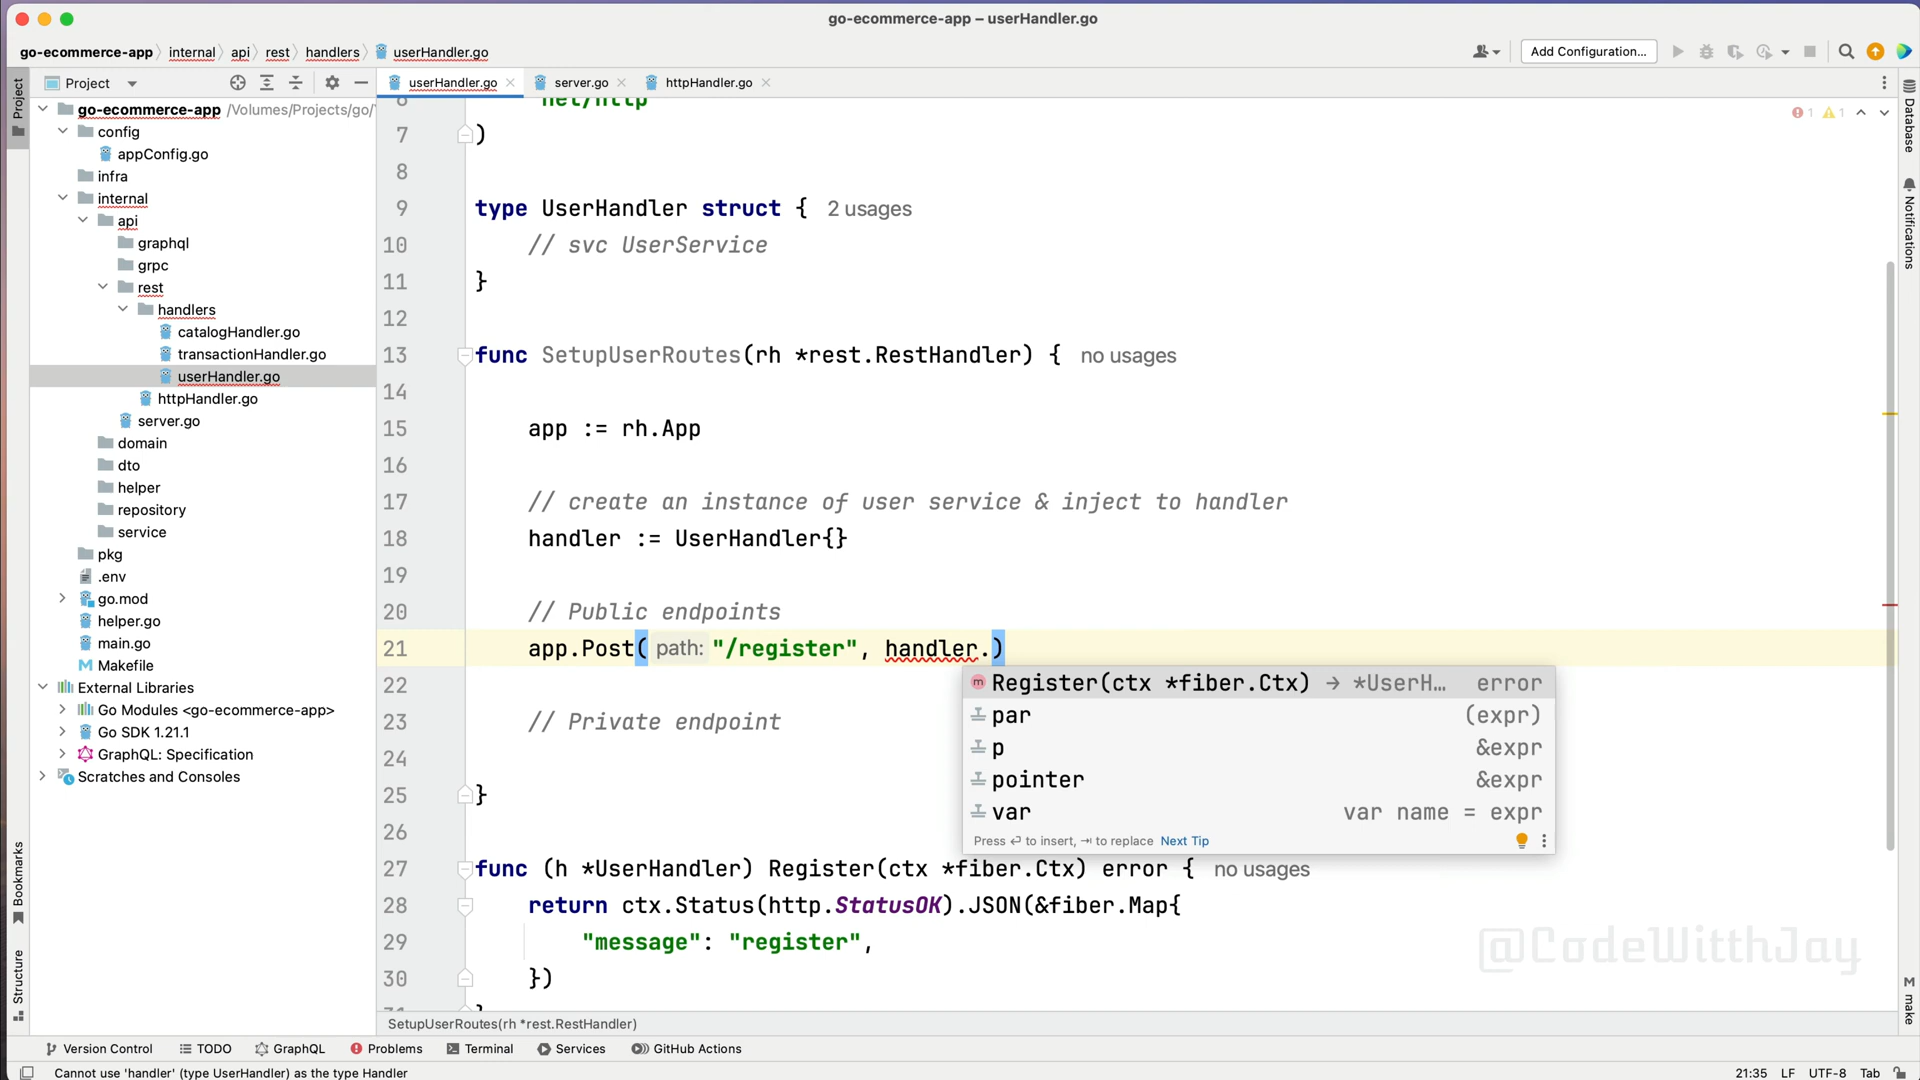 go-ecommerce-app – userHandler.go
go-ecommerce-app internal api rest handlers userHandler.go
Add Configuration...
Project
userHandler.go server.go httpHandler.go
go-ecommerce-app /Volumes/Projects/go/
config
appConfig.go
infra
internal
api
graphql
grpc
rest
handlers
catalogHandler.go
transactionHandler.go
userHandler.go
httpHandler.go
server.go
domain
dto
helper
repository
service
pkg
.env
go.mod
helper.go
main.go
Makefile
External Libraries
Go Modules <go-ecommerce-app>
Go SDK 1.21.1
GraphQL: Specification
Scratches and Consoles
Project
Bookmarks
Structure
6 "net/http"
7 )
8
9 type UserHandler struct { 2 usages
10 // svc UserService
11 }
12
13 func SetupUserRoutes(rh *rest.RestHandler) { no usages
14
15 app := rh.App
16
17 // create an instance of user service & inject to handler
18 handler := UserHandler{}
19
20 // Public endpoints
21 app.Post( path: "/register", handler.)
22
23 // Private endpoint
24
25 }
26
27 func (h *UserHandler) Register(ctx *fiber.Ctx) error { no usages
28 return ctx.Status(http.StatusOK).JSON(&fiber.Map{
29 "message": "register",
30 })
31 }
1 1
m Register(ctx *fiber.Ctx) → *UserH… error
par (expr)
p &expr
pointer &expr
var var name = expr
Press ⏎ to insert, ⇥ to replace Next Tip
@CodeWitthJay
Database
Notifications
M make
SetupUserRoutes(rh *rest.RestHandler)
Version Control TODO GraphQL Problems Terminal Services GitHub Actions
Cannot use 'handler' (type UserHandler) as the type Handler
21:35 LF UTF-8 Tab